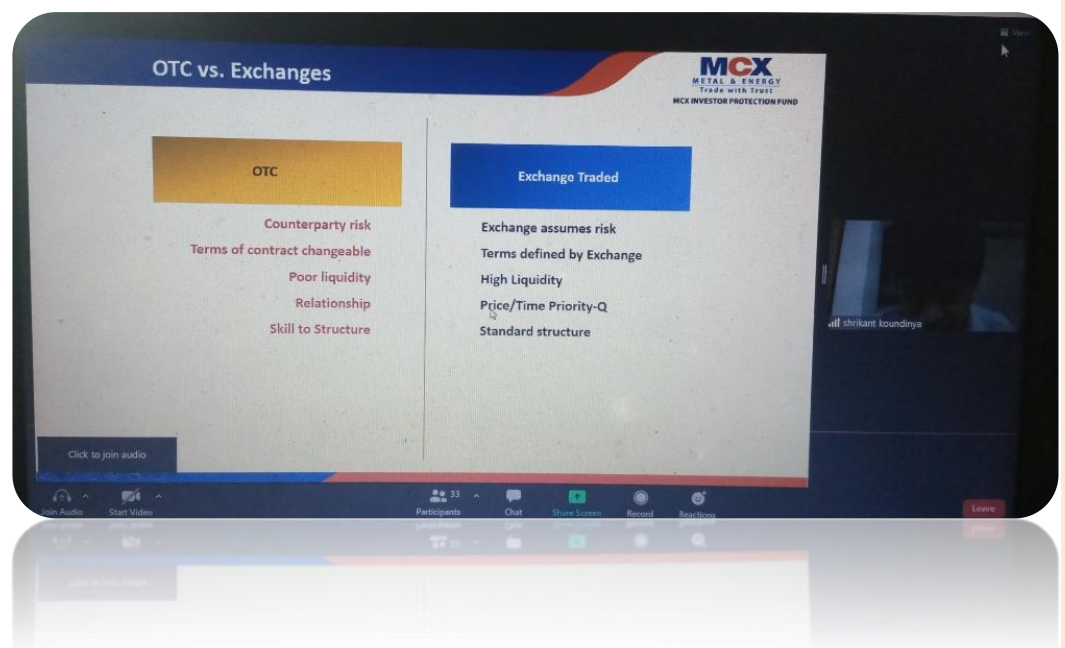 OTC vs. Exchanges
MCX
METAL & ENERGY
Trade with Trust
MCX INVESTOR PROTECTION FUND
OTC
Counterparty risk
Terms of contract changeable
Poor liquidity
Relationship
Skill to Structure
Exchange Traded
Exchange assumes risk
Terms defined by Exchange
High Liquidity
Price/Time Priority-Q
Standard structure
View
shrikant koundinya
Click to join audio
Join Audio
Start Video
33
Participants
Chat
Share Screen
Record
Reactions
Leave